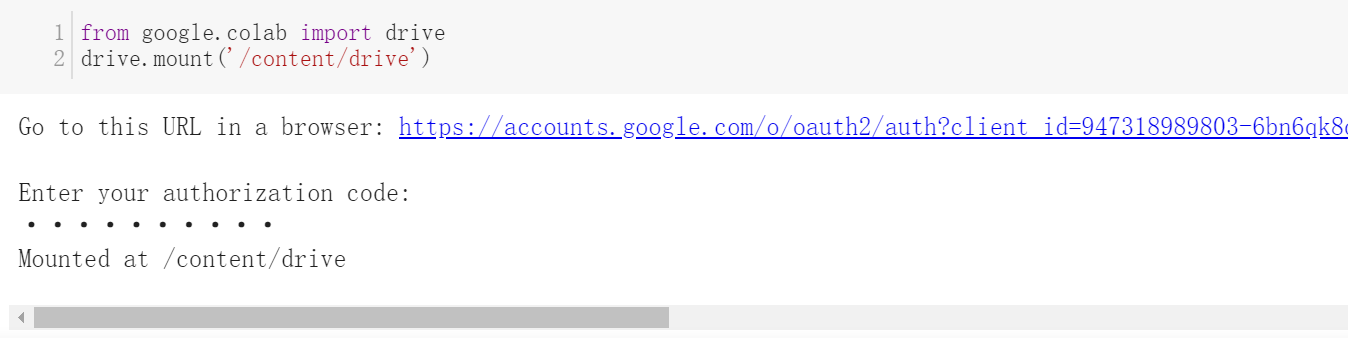 1 from google.colab import drive
2 drive.mount('/content/drive')
Go to this URL in a browser: https://accounts.google.com/o/oauth2/auth?client_id=947318989803-6bn6qk8
Enter your authorization code:
··········
Mounted at /content/drive